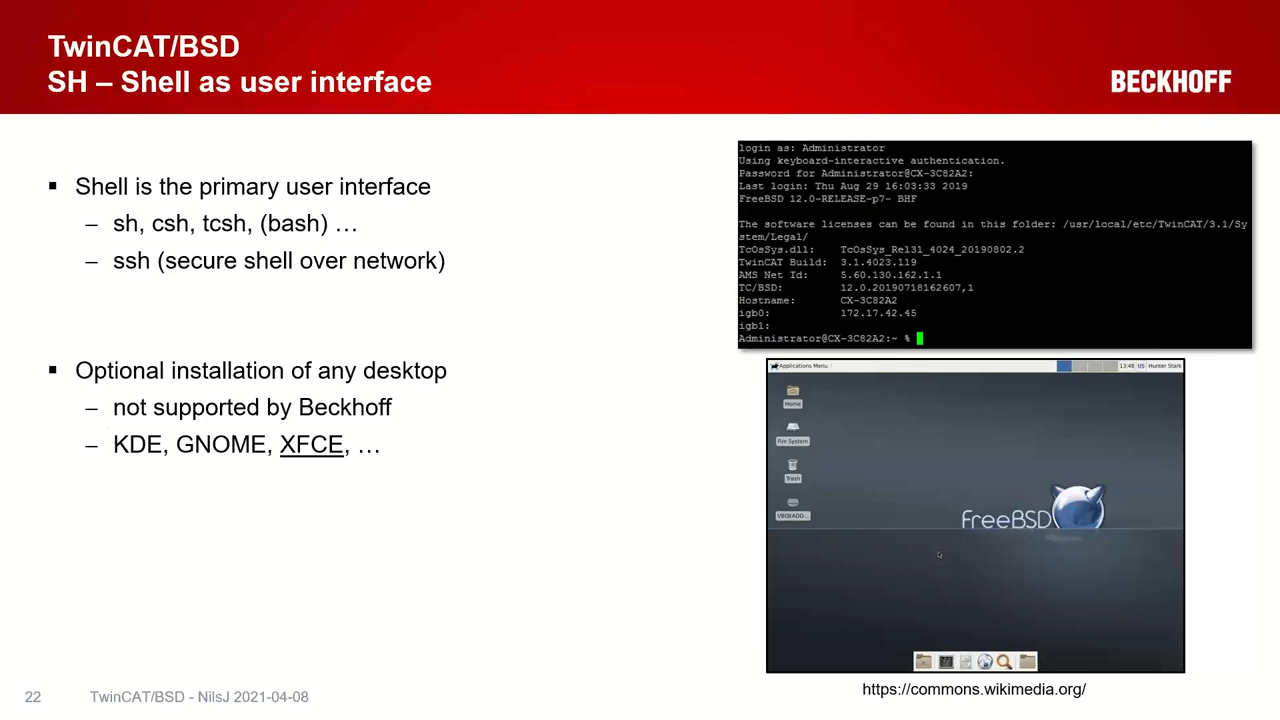 TwinCAT/BSD
SH – Shell as user interface
BECKHOFF
▪ Shell is the primary user interface
– sh, csh, tcsh, (bash) …
– ssh (secure shell over network)
▪ Optional installation of any desktop
– not supported by Beckhoff
– KDE, GNOME, XFCE, …
login as: Administrator
Using keyboard-interactive authentication.
Password for Administrator@CX-3C82A2:
Last login: Thu Aug 29 16:03:33 2019
FreeBSD 12.0-RELEASE-p7- BHF
The software licenses can be found in this folder: /usr/local/etc/TwinCAT/3.1/Sy
stem/Legal/
TcOsSys.dll: TcOsSys_Rel31_4024_20190802.2
TwinCAT Build: 3.1.4023.119
AMS Net Id: 5.60.130.162.1.1
TC/BSD: 12.0.20190718162607,1
Hostname: CX-3C82A2
igb0: 172.17.42.45
igb1:
Administrator@CX-3C82A2:~ %
Applications Menu
13:48 US Hunter Stark
Home
File System
Trash
VBOXADD...
FreeBSD
https://commons.wikimedia.org/
22 TwinCAT/BSD - NilsJ 2021-04-08